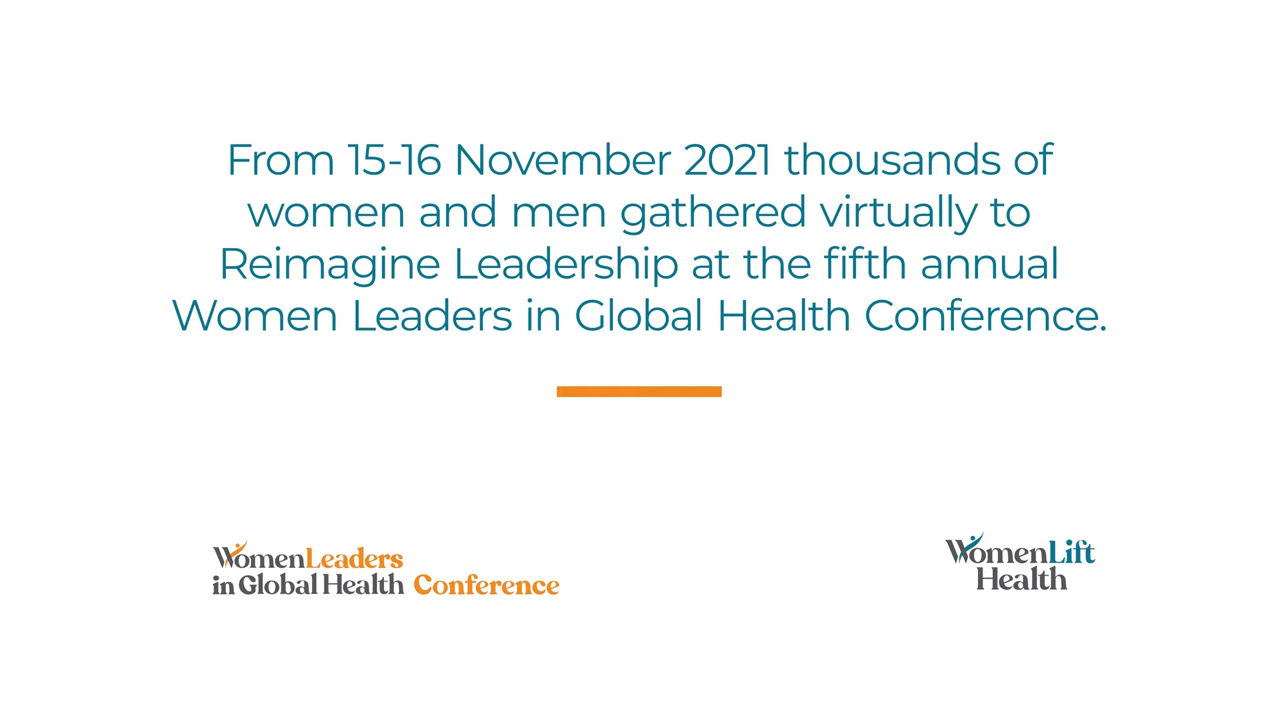 From 15-16 November 2021 thousands of
women and men gathered virtually to
Reimagine Leadership at the fifth annual
Women Leaders in Global Health Conference.
WomenLeaders
in Global Health Conference
WomenLift
Health